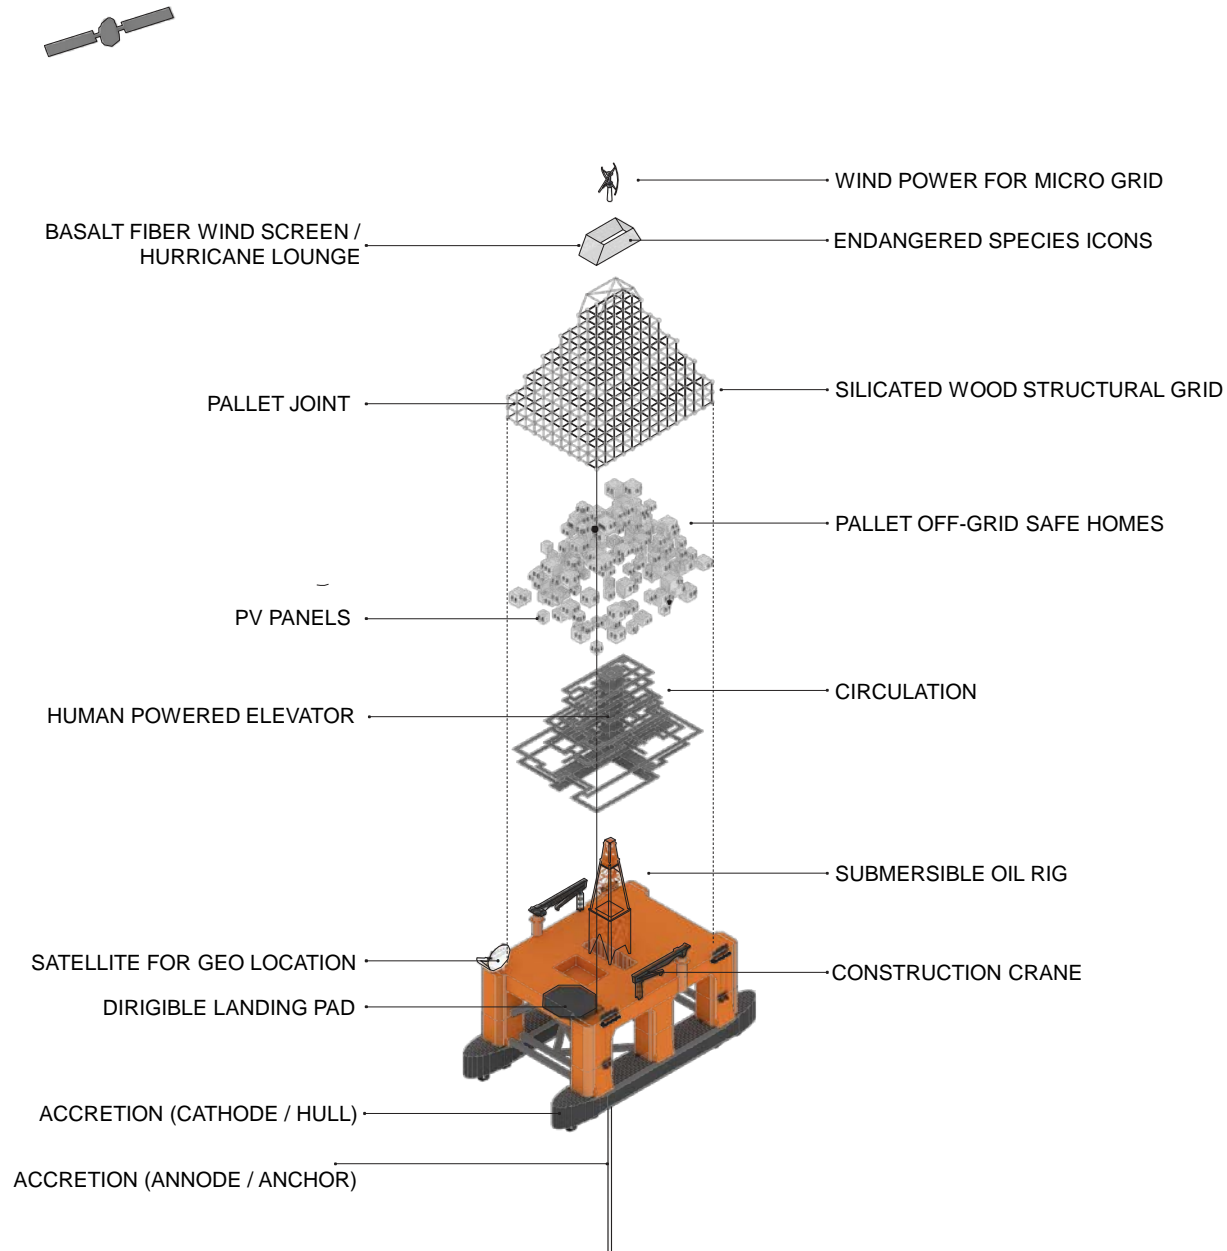 WIND POWER FOR MICRO GRID
BASALT FIBER WIND SCREEN /
HURRICANE LOUNGE
ENDANGERED SPECIES ICONS
PALLET JOINT
SILICATED WOOD STRUCTURAL GRID
PALLET OFF-GRID SAFE HOMES
PV PANELS
CIRCULATION
HUMAN POWERED ELEVATOR
SUBMERSIBLE OIL RIG
SATELLITE FOR GEO LOCATION
CONSTRUCTION CRANE
DIRIGIBLE LANDING PAD
ACCRETION (CATHODE / HULL)
ACCRETION (ANNODE / ANCHOR)